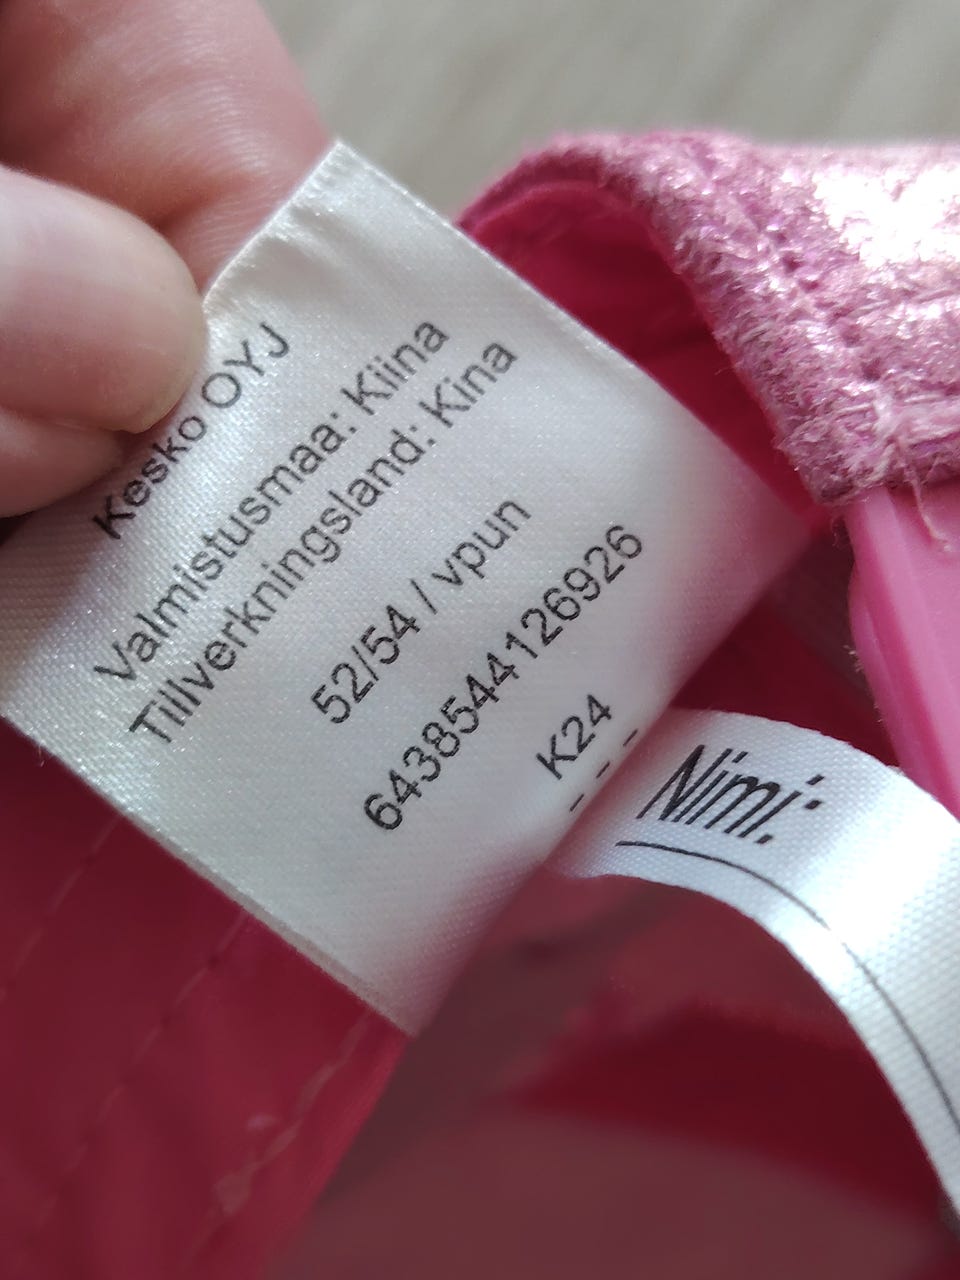 Kesko OYJ
Valmistusmaa: Kiina
Tillverkningsland: Kina
52/54 / vpun
6438544126926
K24
Nimi: